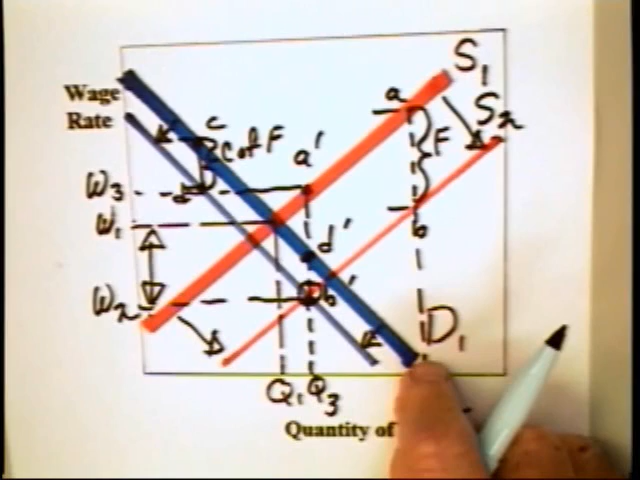 S₁
Wage
Rate
a
S₂
c
C of F
F
a'
W₃
d
W₁
b
d'
W₂
b'
D₁
Q₁
Q₃
Quantity of